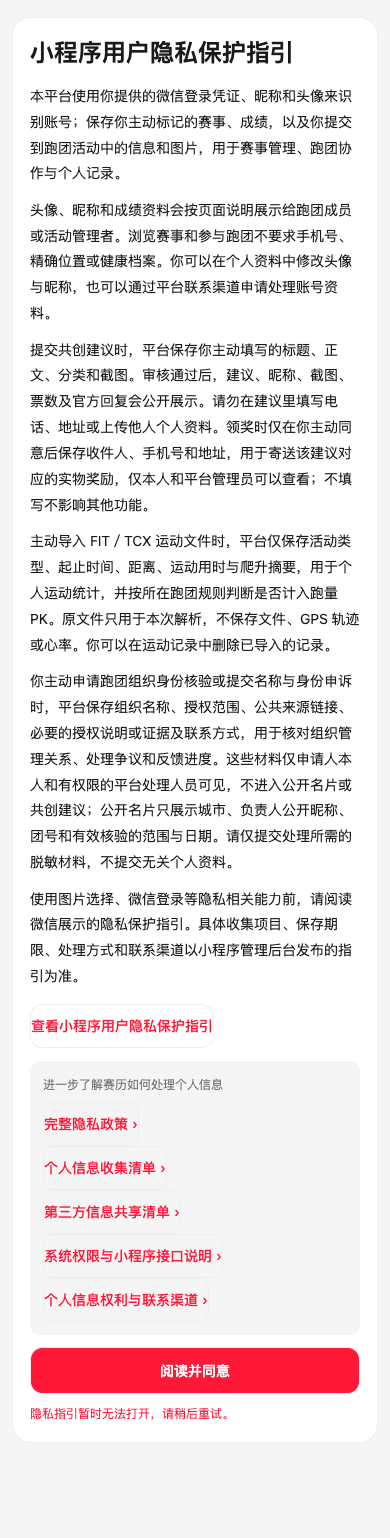 小程序用户隐私保护指引
本平台使用你提供的微信登录凭证、昵称和头像来识
别账号；保存你主动标记的赛事、成绩，以及你提交
到跑团活动中的信息和图片，用于赛事管理、跑团协
作与个人记录。
头像、昵称和成绩资料会按页面说明展示给跑团成员
或活动管理者。浏览赛事和参与跑团不要求手机号、
精确位置或健康档案。你可以在个人资料中修改头像
与昵称，也可以通过平台联系渠道申请处理账号资
料。
提交共创建议时，平台保存你主动填写的标题、正
文、分类和截图。审核通过后，建议、昵称、截图、
票数及官方回复会公开展示。请勿在建议里填写电
话、地址或上传他人个人资料。领奖时仅在你主动同
意后保存收件人、手机号和地址，用于寄送该建议对
应的实物奖励，仅本人和平台管理员可以查看；不填
写不影响其他功能。
主动导入 FIT / TCX 运动文件时，平台仅保存活动类
型、起止时间、距离、运动用时与爬升摘要，用于个
人运动统计，并按所在跑团规则判断是否计入跑量
PK。原文件只用于本次解析，不保存文件、GPS 轨迹
或心率。你可以在运动记录中删除已导入的记录。
你主动申请跑团组织身份核验或提交名称与身份申诉
时，平台保存组织名称、授权范围、公共来源链接、
必要的授权说明或证据及联系方式，用于核对组织管
理关系、处理争议和反馈进度。这些材料仅申请人本
人和有权限的平台处理人员可见，不进入公开名片或
共创建议；公开名片只展示城市、负责人公开昵称、
团号和有效核验的范围与日期。请仅提交处理所需的
脱敏材料，不提交无关个人资料。
使用图片选择、微信登录等隐私相关能力前，请阅读
微信展示的隐私保护指引。具体收集项目、保存期
限、处理方式和联系渠道以小程序管理后台发布的指
引为准。
查看小程序用户隐私保护指引
进一步了解赛历如何处理个人信息
完整隐私政策 ›
个人信息收集清单 ›
第三方信息共享清单 ›
系统权限与小程序接口说明 ›
个人信息权利与联系渠道 ›
阅读并同意
隐私指引暂时无法打开，请稍后重试。